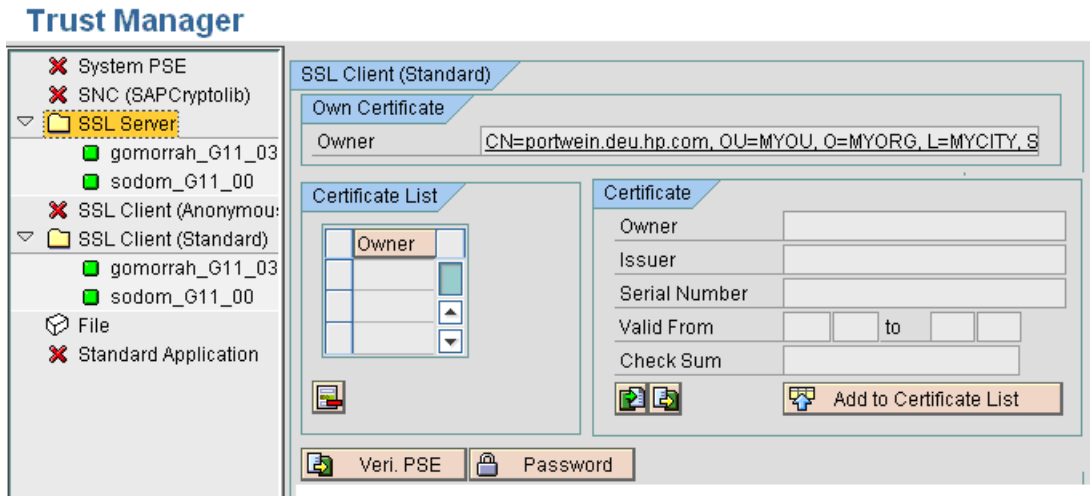 Trust Manager
System PSE
SNC (SAPCryptolib)
SSL Server
gomorrah_G11_03
sodom_G11_00
SSL Client (Anonymou
SSL Client (Standard)
gomorrah_G11_03
sodom_G11_00
File
Standard Application
SSL Client (Standard)
Own Certificate
Owner CN=portwein.deu.hp.com, OU=MYOU, O=MYORG, L=MYCITY, S
Certificate List
Owner
Certificate
Owner
Issuer
Serial Number
Valid From to
Check Sum
Add to Certificate List
Veri. PSE Password